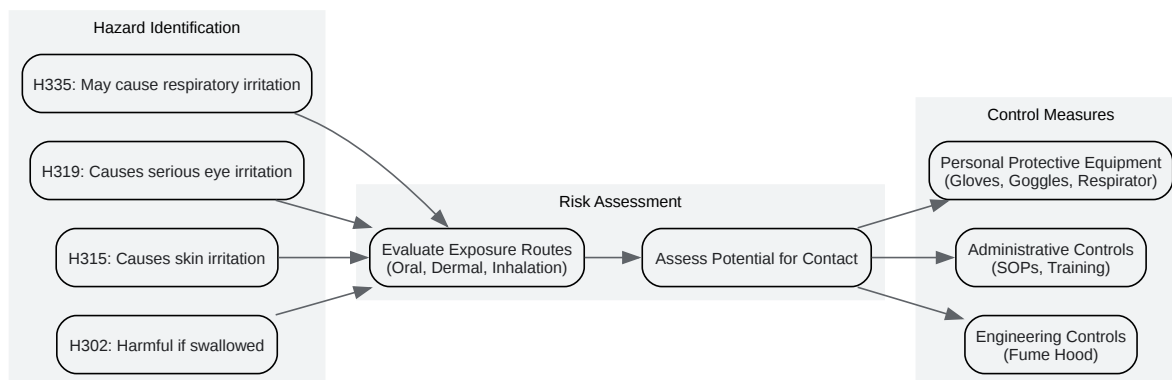 Hazard Identification
H335: May cause respiratory irritation
H319: Causes serious eye irritation
H315: Causes skin irritation
H302: Harmful if swallowed
Risk Assessment
Evaluate Exposure Routes
(Oral, Dermal, Inhalation)
Assess Potential for Contact
Control Measures
Personal Protective Equipment
(Gloves, Goggles, Respirator)
Administrative Controls
(SOPs, Training)
Engineering Controls
(Fume Hood)